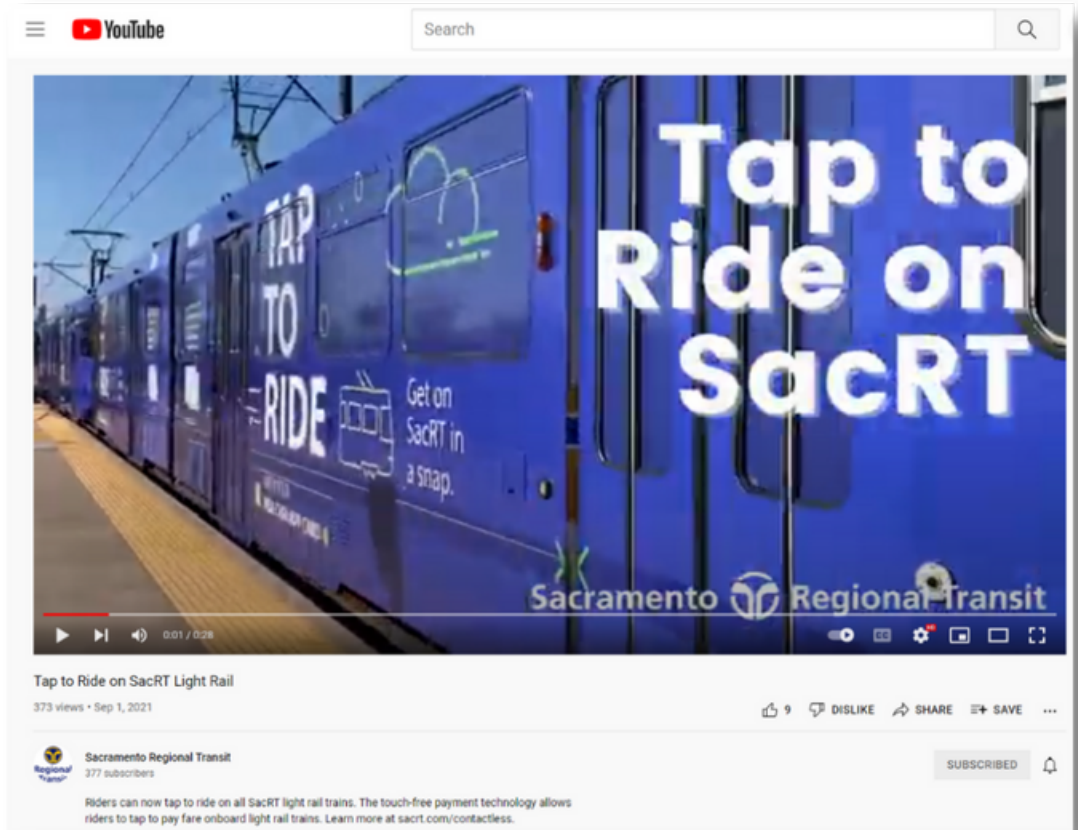 YouTube
Search
Tap to
Ride on
SacRT
TAP
TO
RIDE
Get on
SacRT in
a snap.
Sacramento Regional Transit
0:01 / 0:28
CC
HD
Tap to Ride on SacRT Light Rail
373 views • Sep 1, 2021
9 DISLIKE SHARE SAVE ...
Regional
Transit
Sacramento Regional Transit
377 subscribers
SUBSCRIBED
Riders can now tap to ride on all SacRT light rail trains. The touch-free payment technology allows
riders to tap to pay fare onboard light rail trains. Learn more at sacrt.com/contactless.